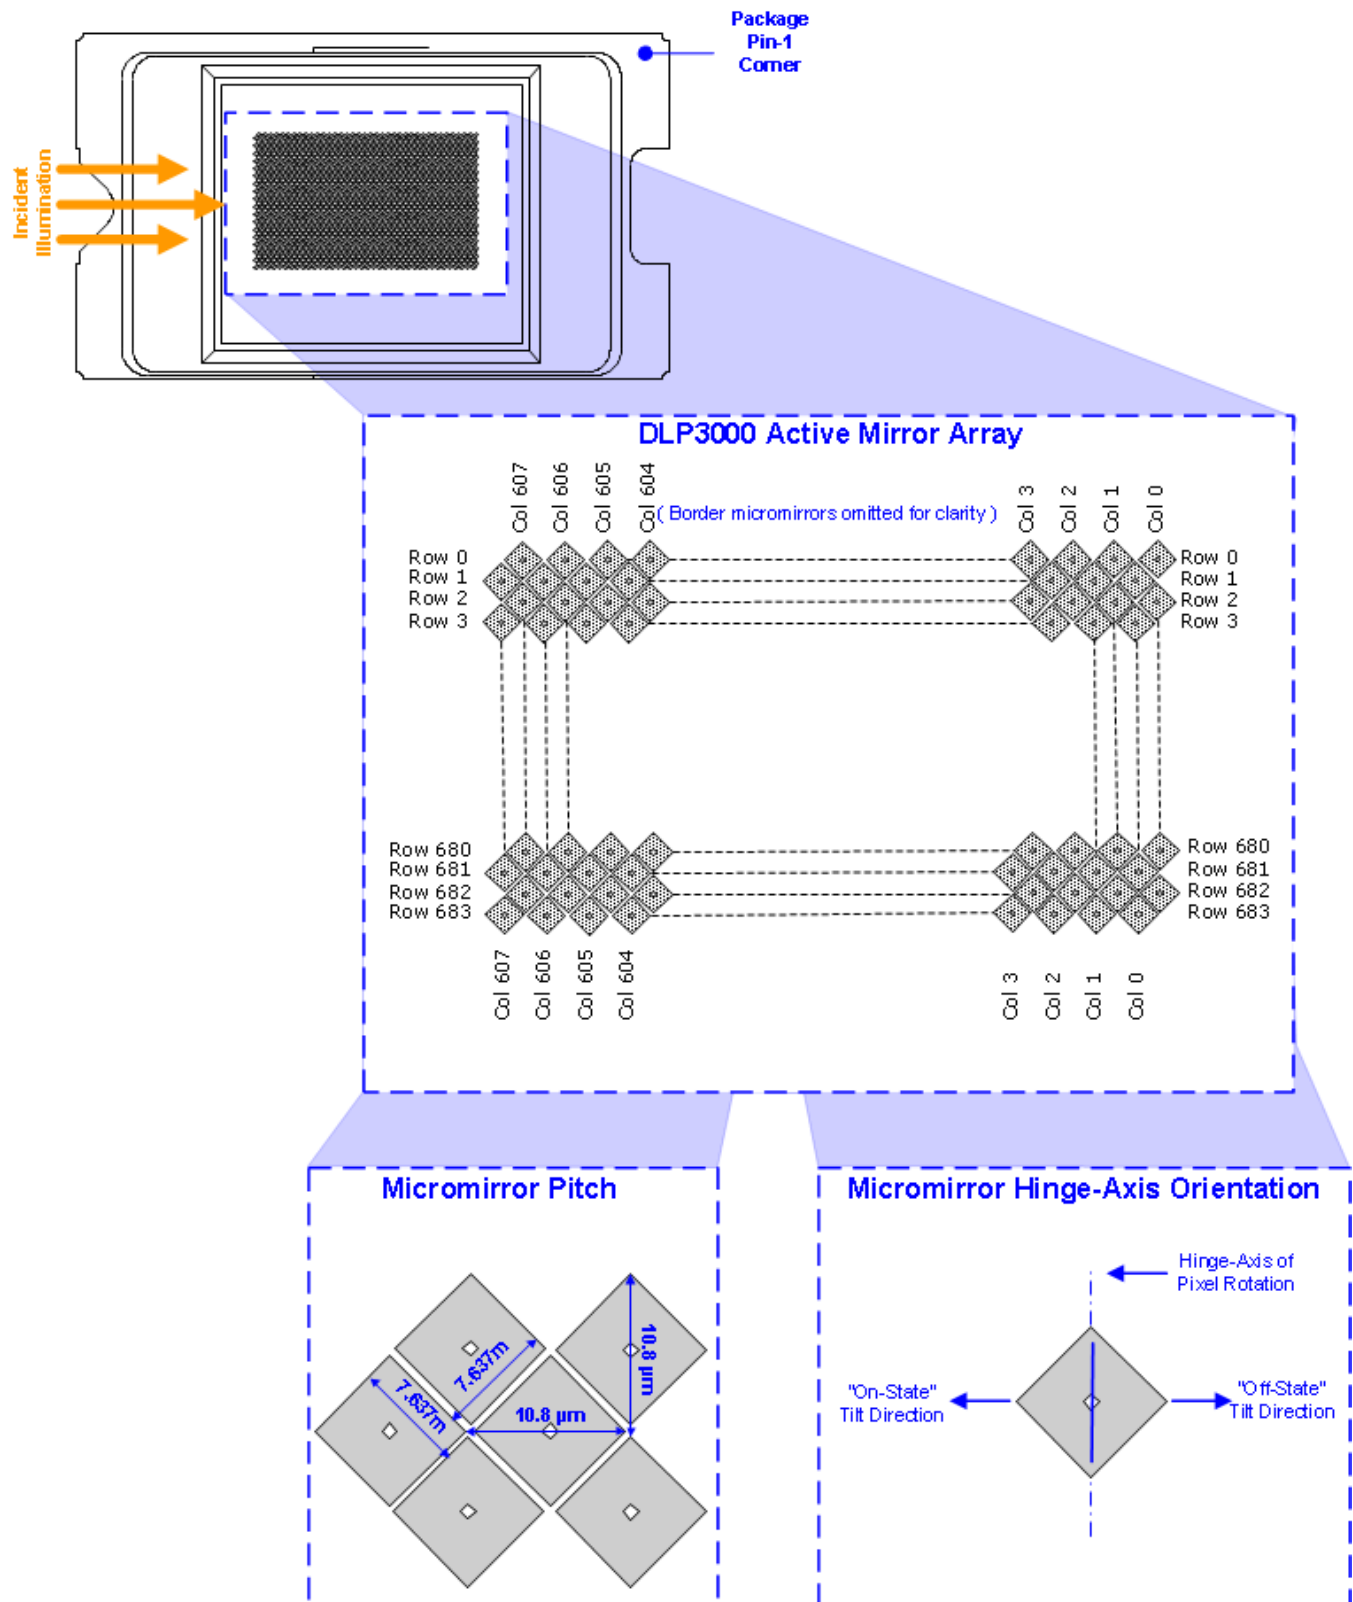 Package
Pin-1
Corner
Incident
Illumination
DLP3000 Active Mirror Array
Col 607
Col 606
Col 605
Col 604
( Border micromirrors omitted for clarity )
Col 3
Col 2
Col 1
Col 0
Row 0
Row 1
Row 2
Row 3
Row 0
Row 1
Row 2
Row 3
Row 680
Row 681
Row 682
Row 683
Row 680
Row 681
Row 682
Row 683
Col 607
Col 606
Col 605
Col 604
Col 3
Col 2
Col 1
Col 0
Micromirror Pitch
7.637m
7.637m
10.8 µm
10.8 µm
Micromirror Hinge-Axis Orientation
Hinge-Axis of
Pixel Rotation
"On-State"
Tilt Direction
"Off-State"
Tilt Direction